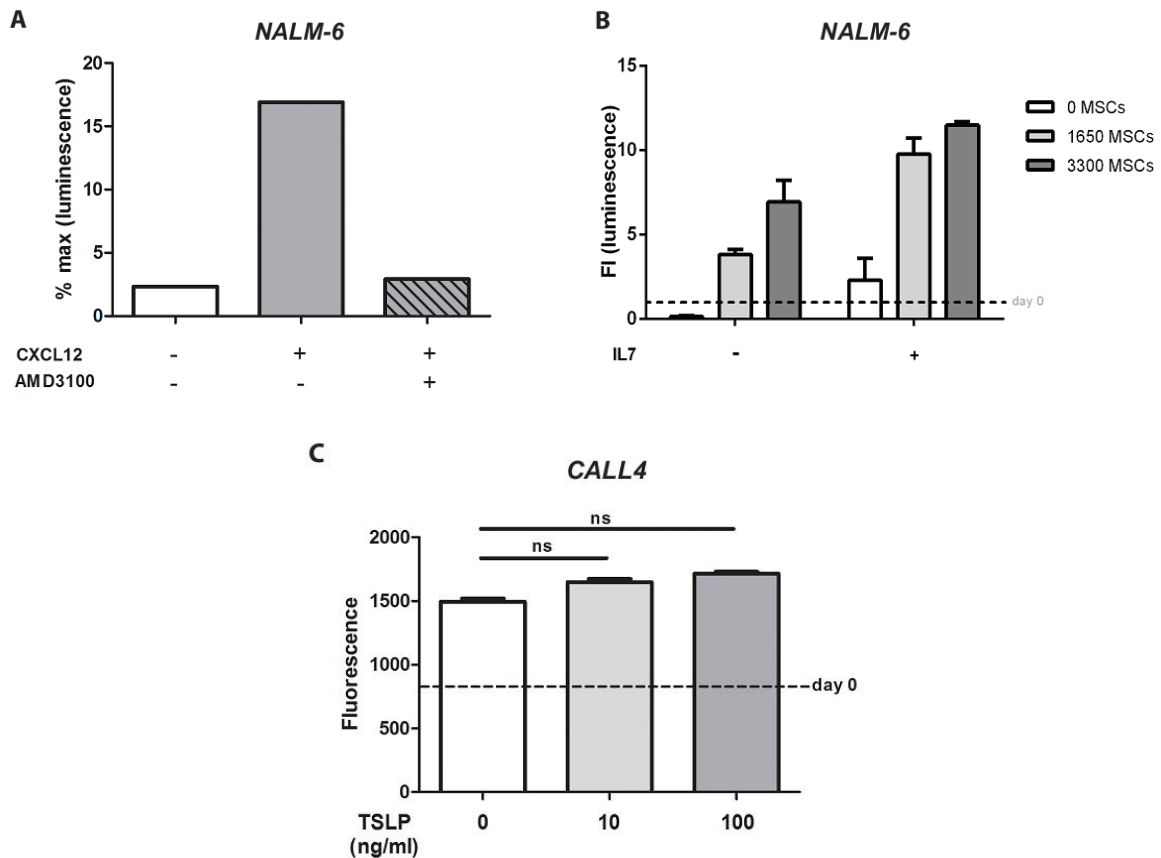 A
NALM-6
% max (luminescence)
20
15
10
5
0
CXCL12 - + +
AMD3100 - - +
B
NALM-6
FI (luminescence)
15
10
5
0
day 0
IL7 - +
0 MSCs
1650 MSCs
3300 MSCs
C
CALL4
Fluorescence
2000
1500
1000
500
0
ns
ns
day 0
TSLP 0 10 100
(ng/ml)